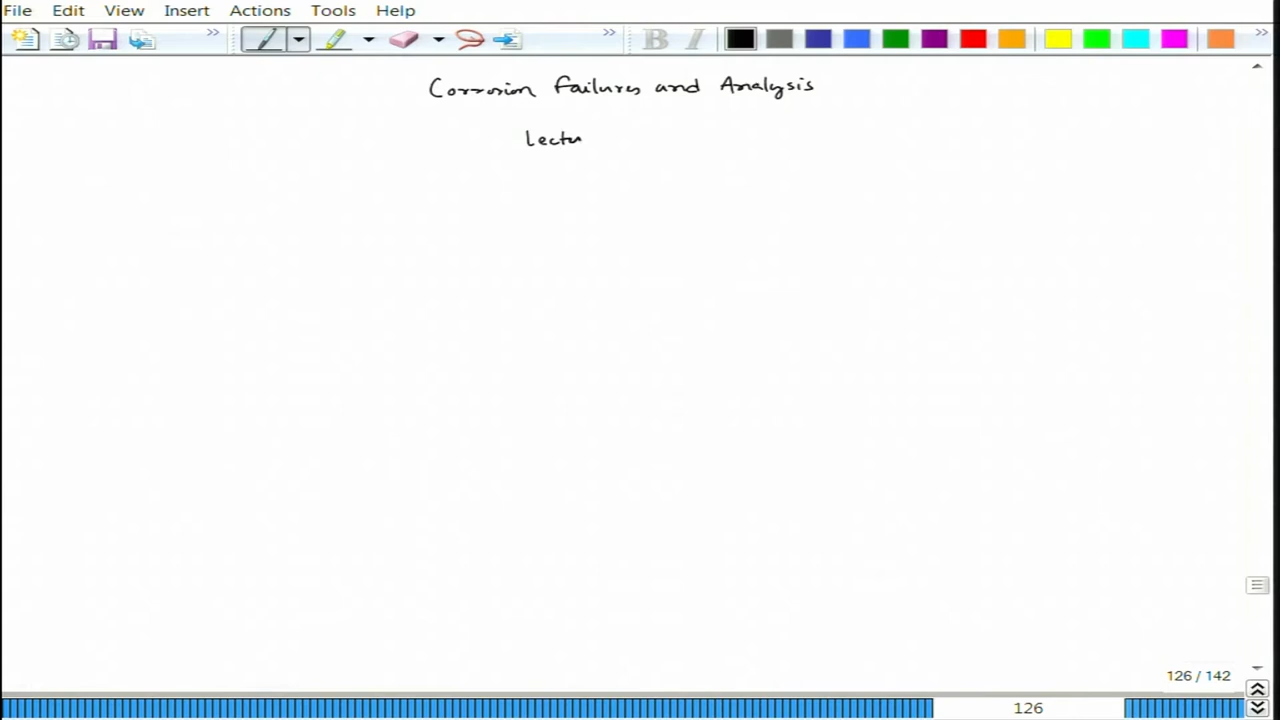 File Edit View Insert Actions Tools Help
B I
Corrosion Failures and Analysis
Lectu
126 / 142
126